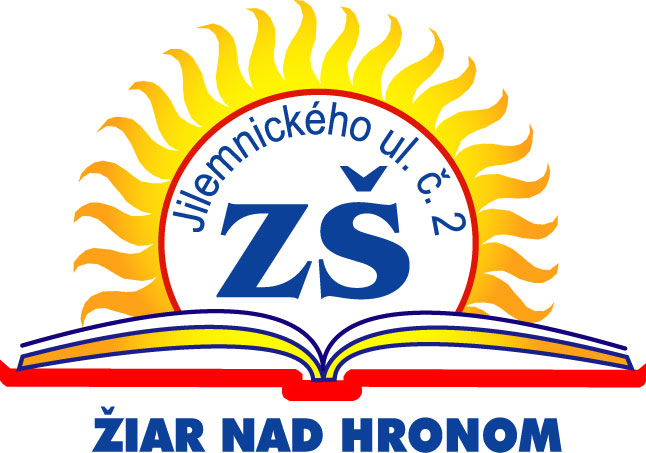 Jilemnického ul. č. 2
ZŠ
ŽIAR NAD HRONOM